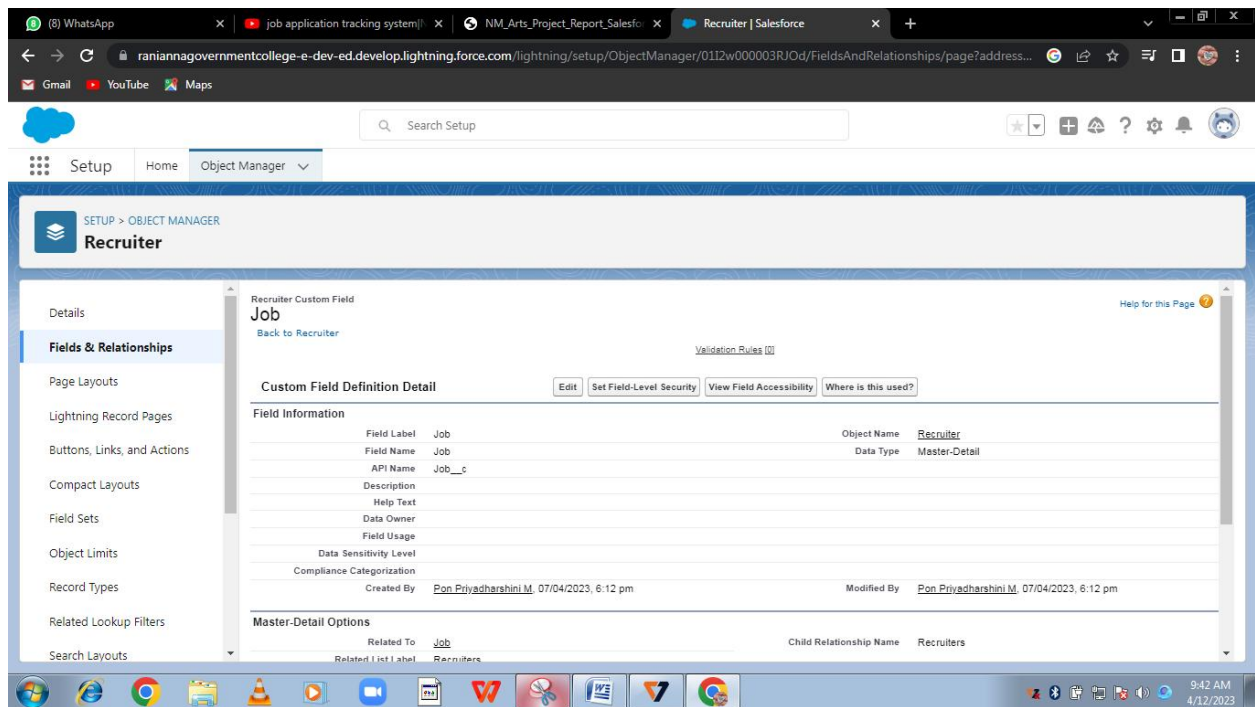 (8) WhatsApp
job application tracking system||
NM_Arts_Project_Report_Salesfo
Recruiter | Salesforce
raniannagovernmentcollege-e-dev-ed.develop.lightning.force.com/lightning/setup/ObjectManager/01I2w000003RJOd/FieldsAndRelationships/page?address...
Gmail YouTube Maps
Search Setup
Setup Home Object Manager
SETUP > OBJECT MANAGER
Recruiter
Details
Fields & Relationships
Page Layouts
Lightning Record Pages
Buttons, Links, and Actions
Compact Layouts
Field Sets
Object Limits
Record Types
Related Lookup Filters
Search Layouts
Recruiter Custom Field
Job
Back to Recruiter
Help for this Page
Validation Rules [0]
Custom Field Definition Detail Edit Set Field-Level Security View Field Accessibility Where is this used?
Field Information
Field Label Job Object Name Recruiter
Field Name Job Data Type Master-Detail
API Name Job__c
Description
Help Text
Data Owner
Field Usage
Data Sensitivity Level
Compliance Categorization
Created By Pon Priyadharshini M, 07/04/2023, 6:12 pm Modified By Pon Priyadharshini M, 07/04/2023, 6:12 pm
Master-Detail Options
Related To Job Child Relationship Name Recruiters
Related List Label Recruiters
9:42 AM
4/12/2023